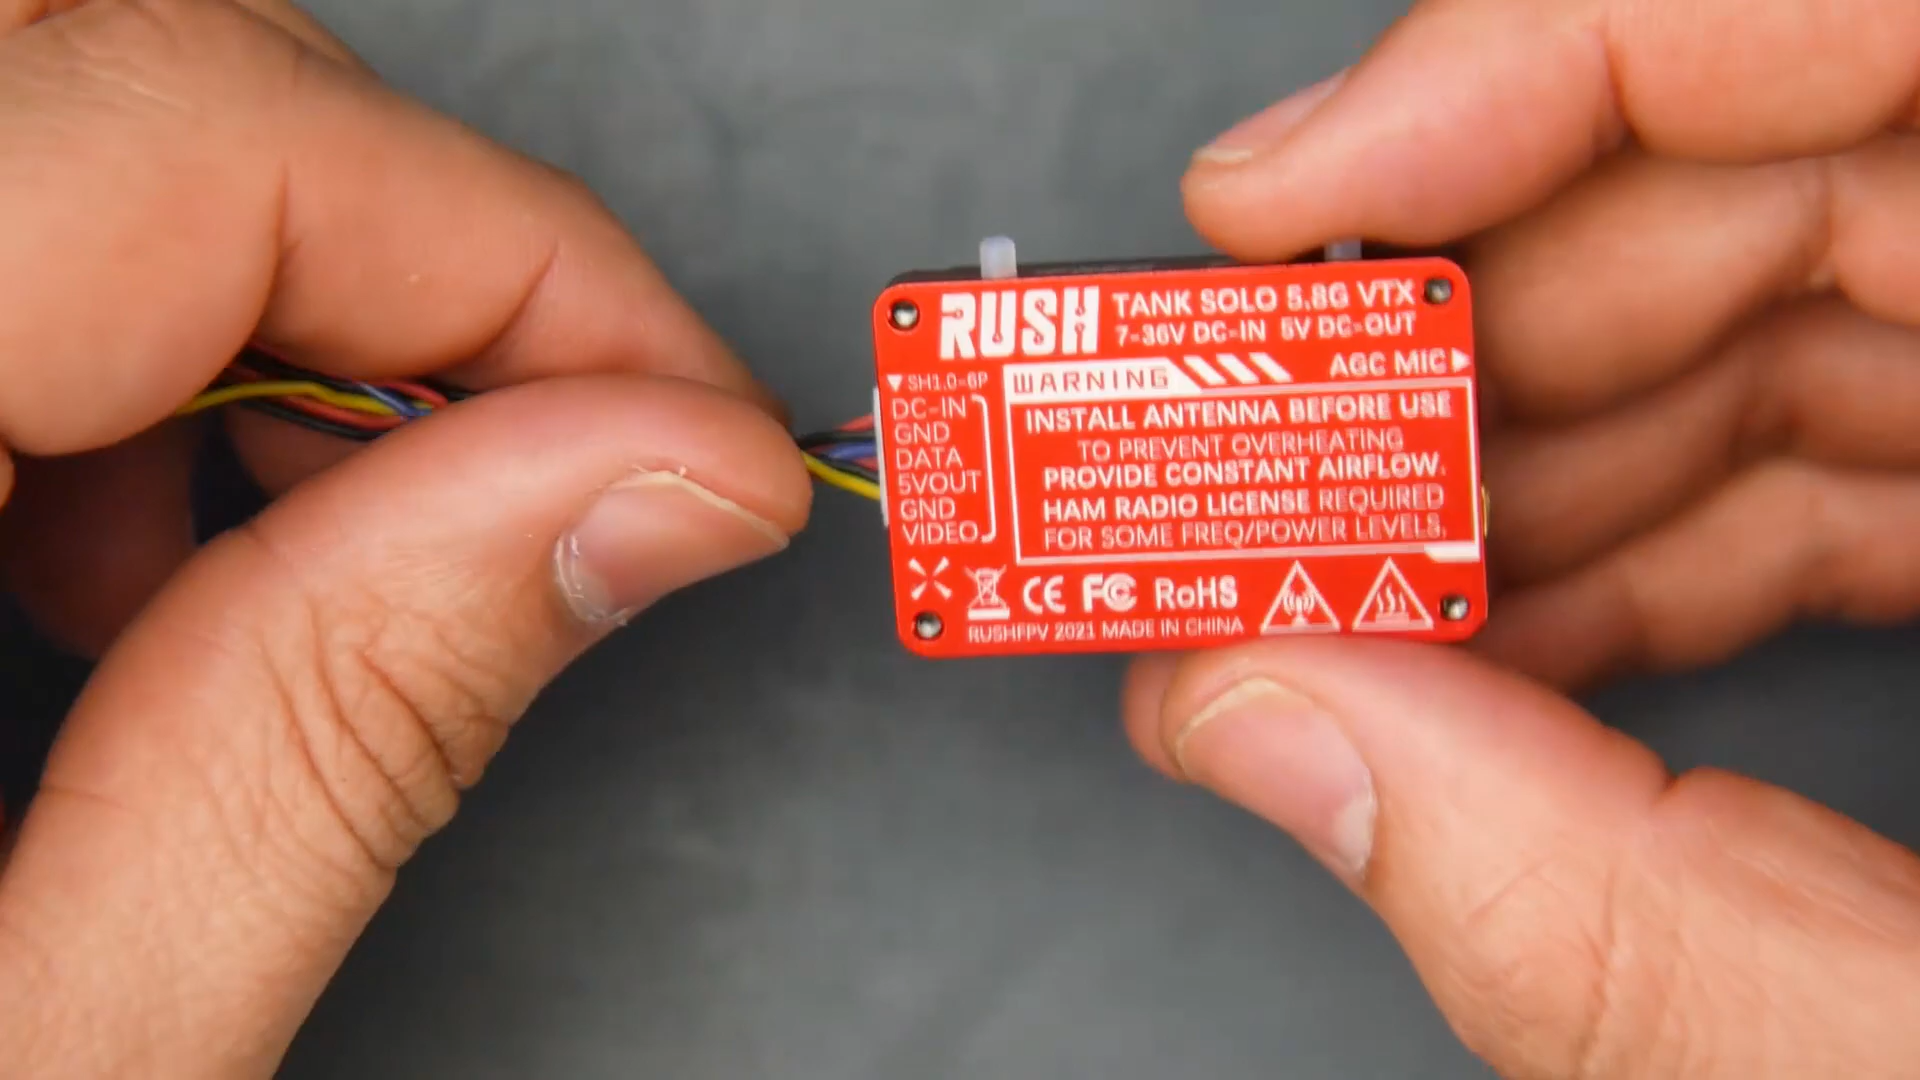 RUSH
TANK SOLO 5.8G VTX
7-36V DC-IN 5V DC-OUT
AGC MIC
SH1.0-6P
DC-IN
GND
DATA
5VOUT
GND
VIDEO
WARNING
INSTALL ANTENNA BEFORE USE
TO PREVENT OVERHEATING
PROVIDE CONSTANT AIRFLOW.
HAM RADIO LICENSE REQUIRED
FOR SOME FREQ/POWER LEVELS.
CE FC RoHS
RUSHFPV 2021 MADE IN CHINA